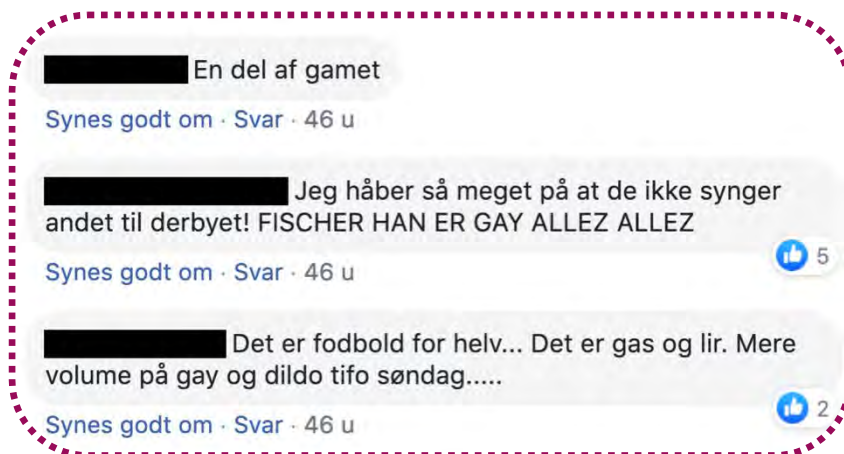 En del af gamet
Synes godt om · Svar · 46 u
Jeg håber så meget på at de ikke synger
andet til derbyet! FISCHER HAN ER GAY ALLEZ ALLEZ
5
Synes godt om · Svar · 46 u
Det er fodbold for helv... Det er gas og lir. Mere
volume på gay og dildo tifo søndag.....
2
Synes godt om · Svar · 46 u